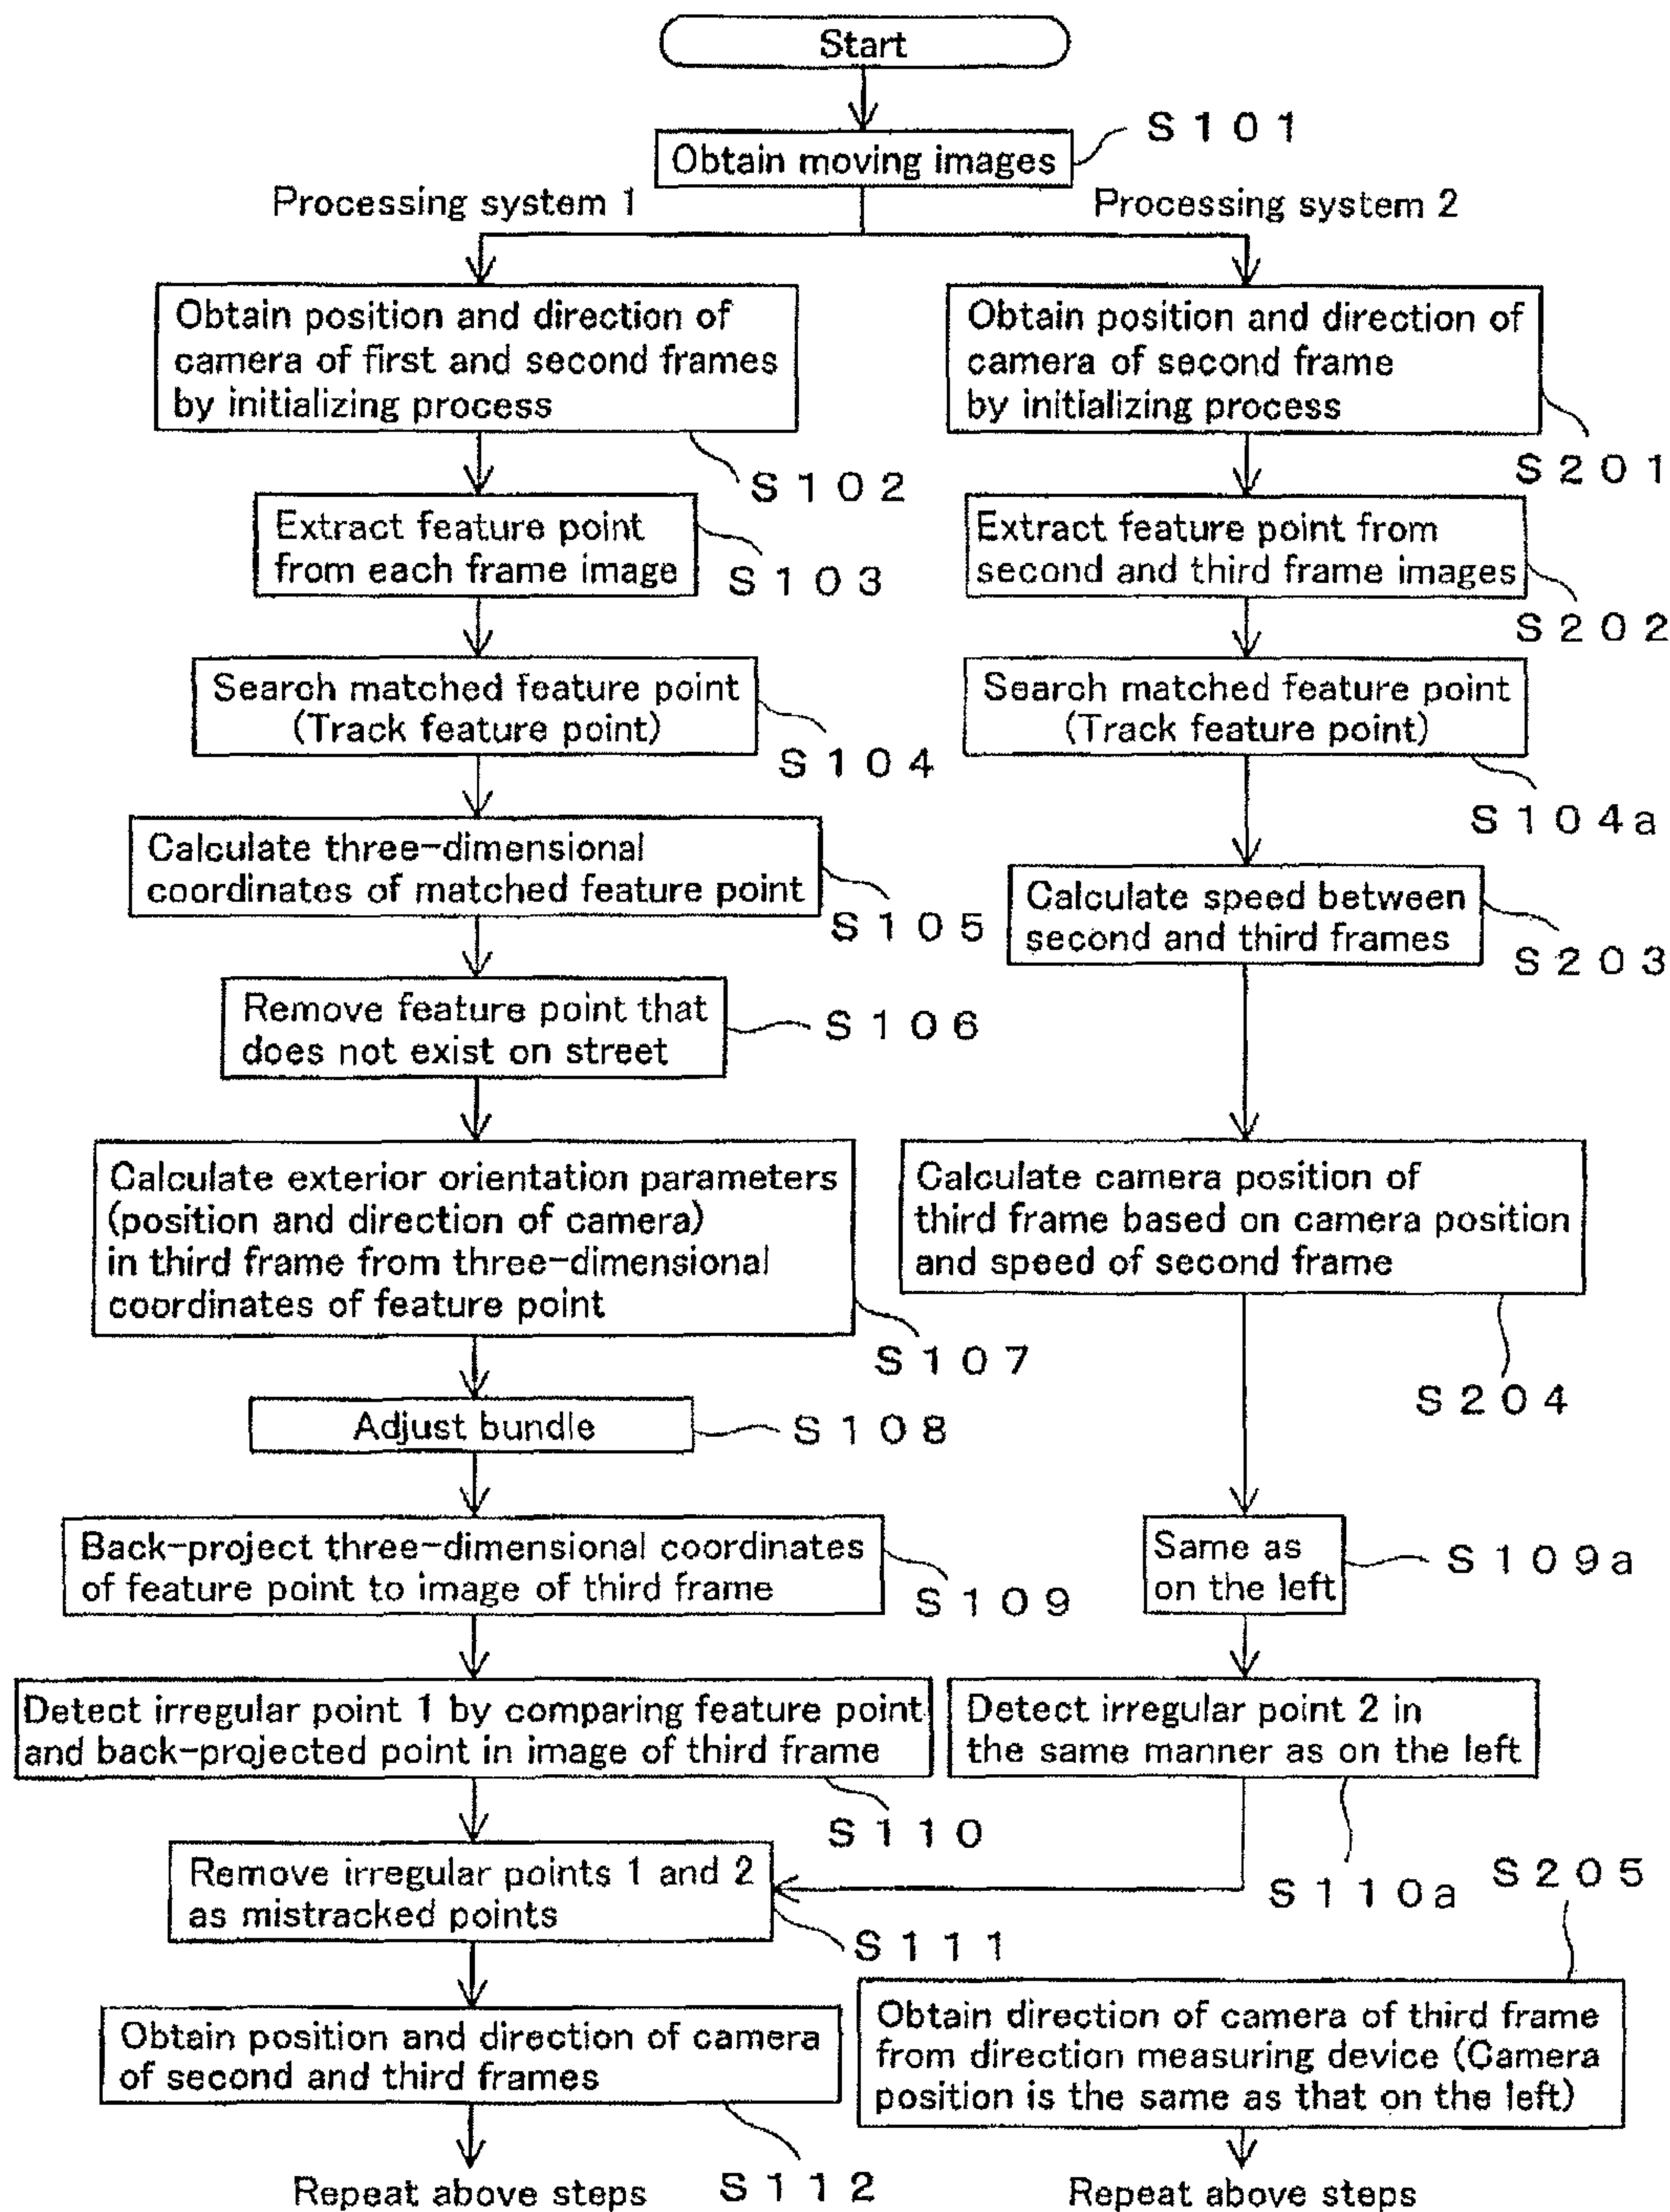 Start
Obtain moving images
S101
Processing system 1
Processing system 2
Obtain position and direction of
camera of first and second frames
by initializing process
S102
Obtain position and direction of
camera of second frame
by initializing process
S201
Extract feature point
from each frame image
S103
Extract feature point from
second and third frame images
S202
Search matched feature point
(Track feature point)
S104
Search matched feature point
(Track feature point)
S104a
Calculate three-dimensional
coordinates of matched feature point
S105
Calculate speed between
second and third frames
S203
Remove feature point that
does not exist on street
S106
Calculate exterior orientation parameters
(position and direction of camera)
in third frame from three-dimensional
coordinates of feature point
S107
Calculate camera position of
third frame based on camera position
and speed of second frame
S204
Adjust bundle
S108
Back-project three-dimensional coordinates
of feature point to image of third frame
S109
Same as
on the left
S109a
Detect irregular point 1 by comparing feature point
and back-projected point in image of third frame
S110
Detect irregular point 2 in
the same manner as on the left
S110a
Remove irregular points 1 and 2
as mistracked points
S111
S205
Obtain position and direction of camera
of second and third frames
S112
Obtain direction of camera of third frame
from direction measuring device (Camera
position is the same as that on the left)
Repeat above steps
Repeat above steps